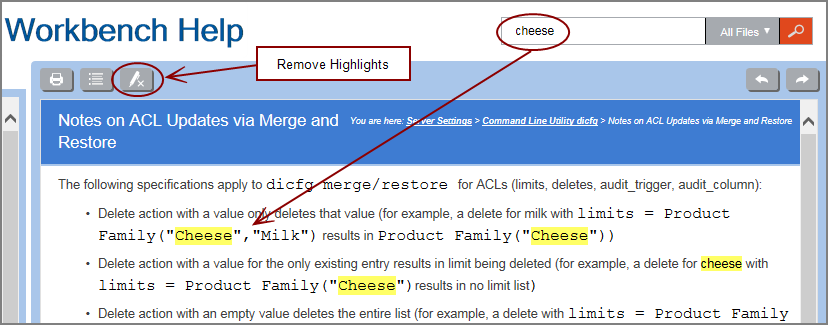 Workbench Help
cheese
All Files
Remove Highlights
Notes on ACL Updates via Merge and
Restore
You are here: Server Settings > Command Line Utility dicfg > Notes on ACL Updates via Merge and Restore
The following specifications apply to dicfg merge/restore for ACLs (limits, deletes, audit_trigger, audit_column):
• Delete action with a value only deletes that value (for example, a delete for milk with limits = Product
Family("Cheese","Milk") results in Product Family("Cheese"))
• Delete action with a value for the only existing entry results in limit being deleted (for example, a delete for cheese with
limits = Product Family("Cheese") results in no limit list)
• Delete action with an empty value deletes the entire list (for example, a delete with limits = Product Family